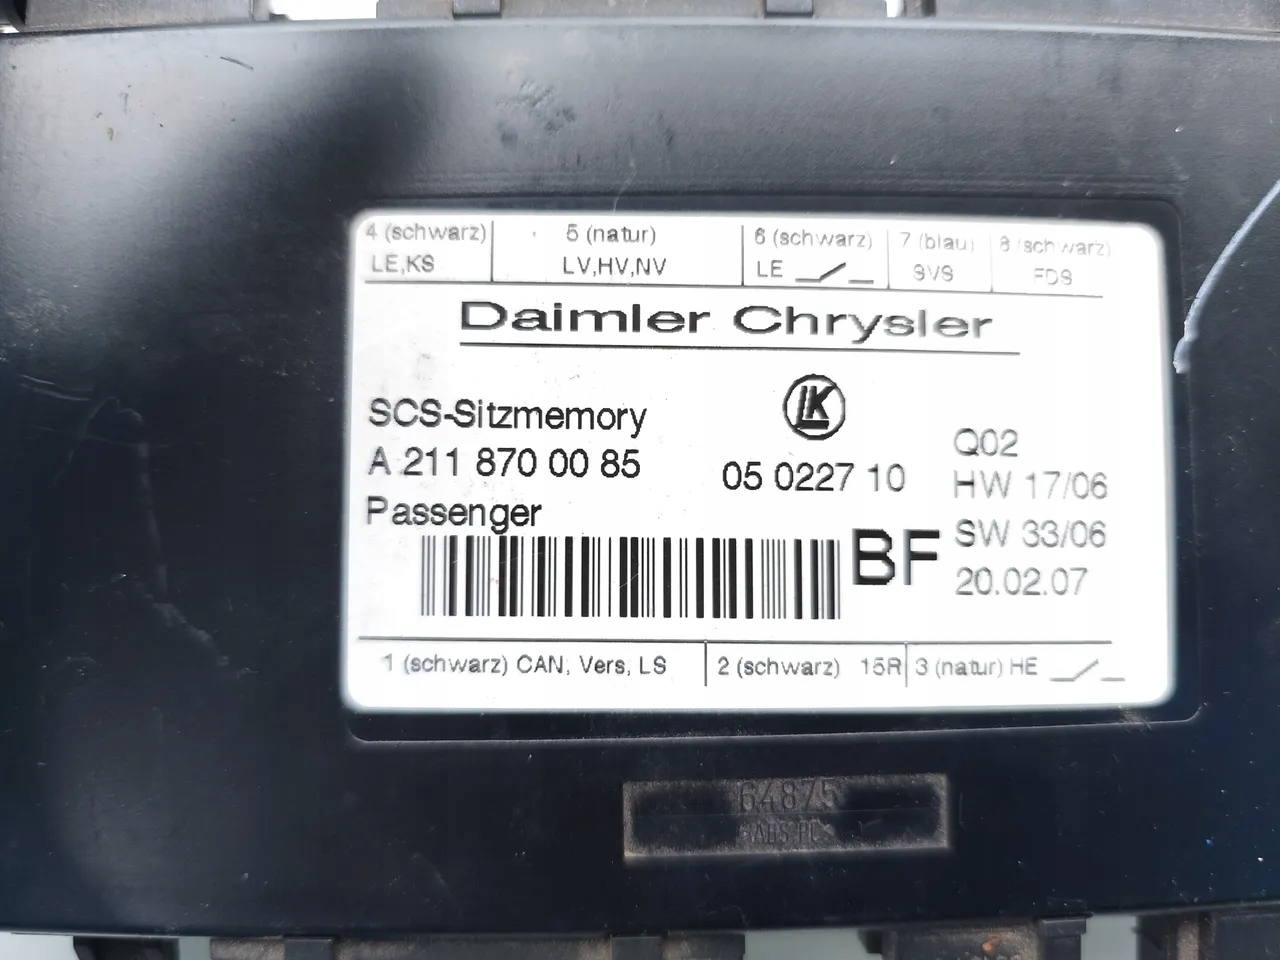 4 (schwarz) 5 (natur) 6 (schwarz) 7 (blau) 8 (schwarz)
LE,KS LV,HV,NV LE SVS FDS
Daimler Chrysler
LK
SCS-Sitzmemory
Q02
A 211 870 00 85 05 0227 10 HW 17/06
Passenger
BF SW 33/06
20.02.07
1 (schwarz) CAN, Vers, LS 2 (schwarz) 15R 3 (natur) HE
64875